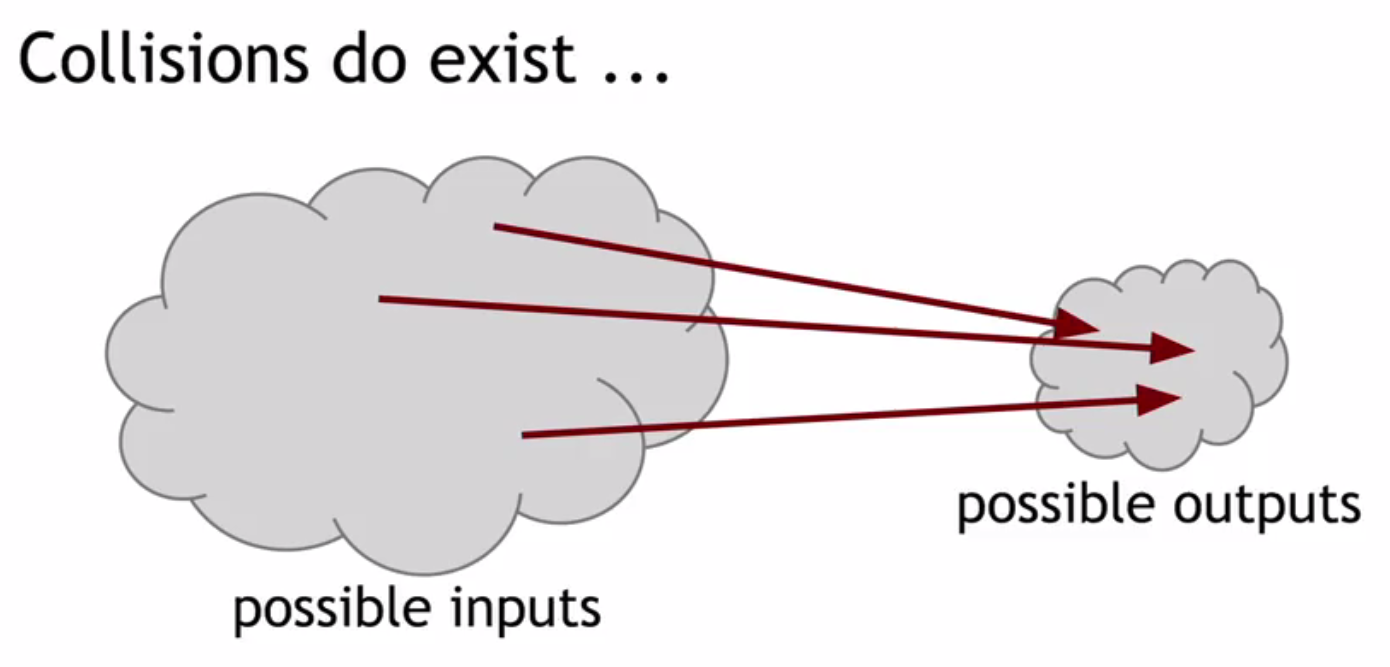 Collisions do exist ...
possible outputs
possible inputs